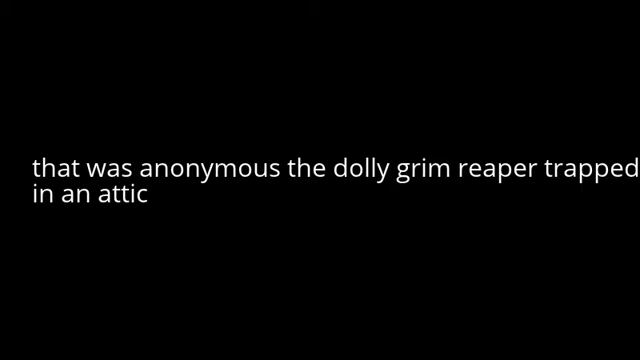 that was anonymous the dolly grim reaper trapped
in an attic